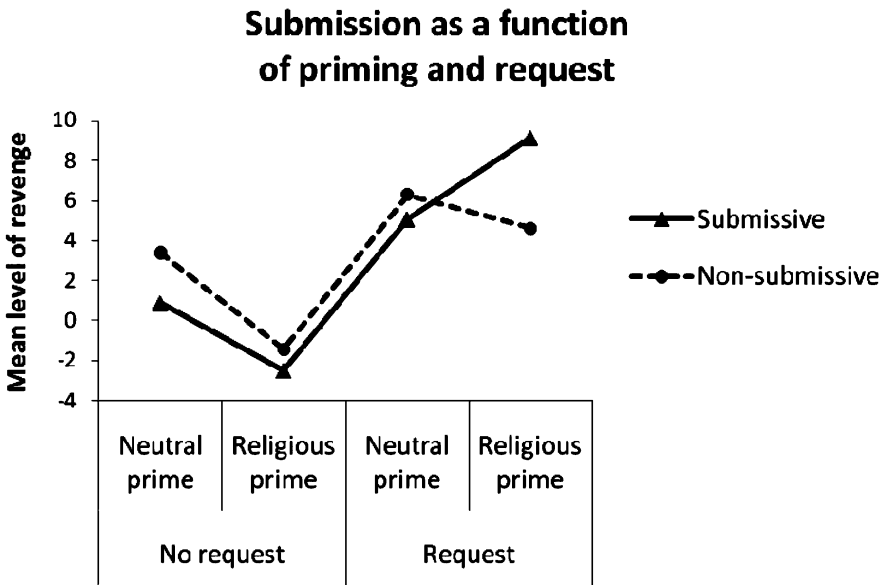 Submission as a function
of priming and request
Mean level of revenge
10
8
6
4
2
0
-2
-4
Submissive
Non-submissive
Neutral prime
Religious prime
Neutral prime
Religious prime
No request
Request